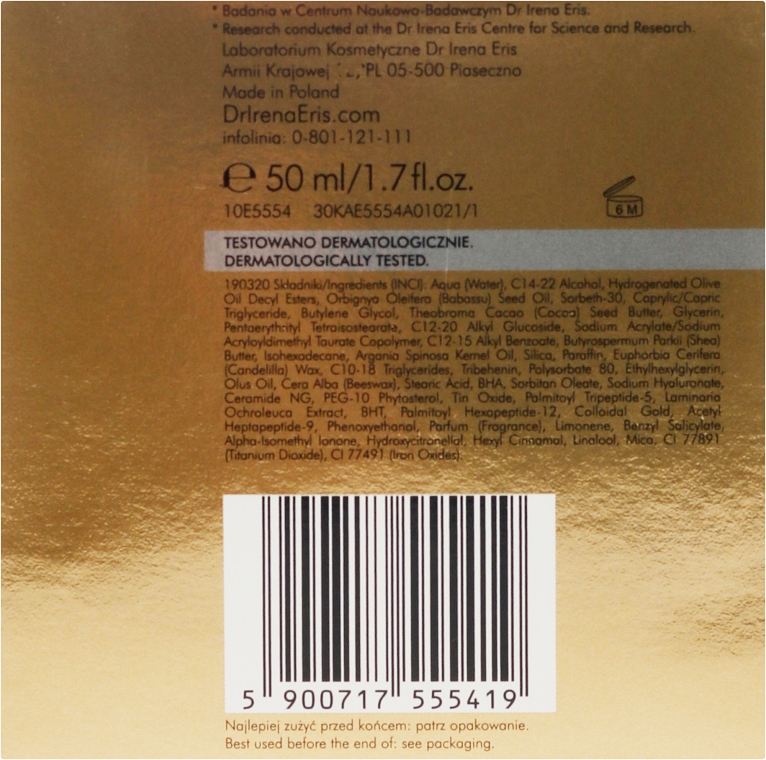 * Badania w Centrum Naukowo-Badawczym Dr Irena Eris.
* Research conducted at the Dr Irena Eris Centre for Science and Research.
Laboratorium Kosmetyczne Dr Irena Eris
Armii Krajowej PL 05-500 Piaseczno
Made in Poland
DrIrenaEris.com
infolinia: 0-801-121-111
℮ 50 ml/1.7 fl.oz.
10E5554 30KAE5554A01021/1
6 M
TESTOWANO DERMATOLOGICZNIE.
DERMATOLOGICALLY TESTED.
190320 Składniki/Ingredients (INCI): Aqua (Water), C14-22 Alcohol, Hydrogenated Olive
Oil Decyl Esters, Orbignya Oleifera (Babassu) Seed Oil, Sorbeth-30, Caprylic/Capric
Triglyceride, Butylene Glycol, Theobroma Cacao (Cocoa) Seed Butter, Glycerin,
Pentaerythrityl Tetraisostearate, C12-20 Alkyl Glucoside, Sodium Acrylate/Sodium
Acryloyldimethyl Taurate Copolymer, C12-15 Alkyl Benzoate, Butyrospermum Parkii (Shea)
Butter, Isohexadecane, Argania Spinosa Kernel Oil, Silica, Paraffin, Euphorbia Cerifera
(Candelilla) Wax, C10-18 Triglycerides, Tribehenin, Polysorbate 80, Ethylhexylglycerin,
Olus Oil, Cera Alba (Beeswax), Stearic Acid, BHA, Sorbitan Oleate, Sodium Hyaluronate,
Ceramide NG, PEG-10 Phytosterol, Tin Oxide, Palmitoyl Tripeptide-5, Laminaria
Ochroleuca Extract, BHT, Palmitoyl Hexapeptide-12, Colloidal Gold, Acetyl
Heptapeptide-9, Phenoxyethanol, Parfum (Fragrance), Limonene, Benzyl Salicylate,
Alpha-Isomethyl Ionone, Hydroxycitronellal, Hexyl Cinnamal, Linalool, Mica, CI 77891
(Titanium Dioxide), CI 77491 (Iron Oxides).
5 900717 555419
Najlepiej zużyć przed końcem: patrz opakowanie.
Best used before the end of: see packaging.